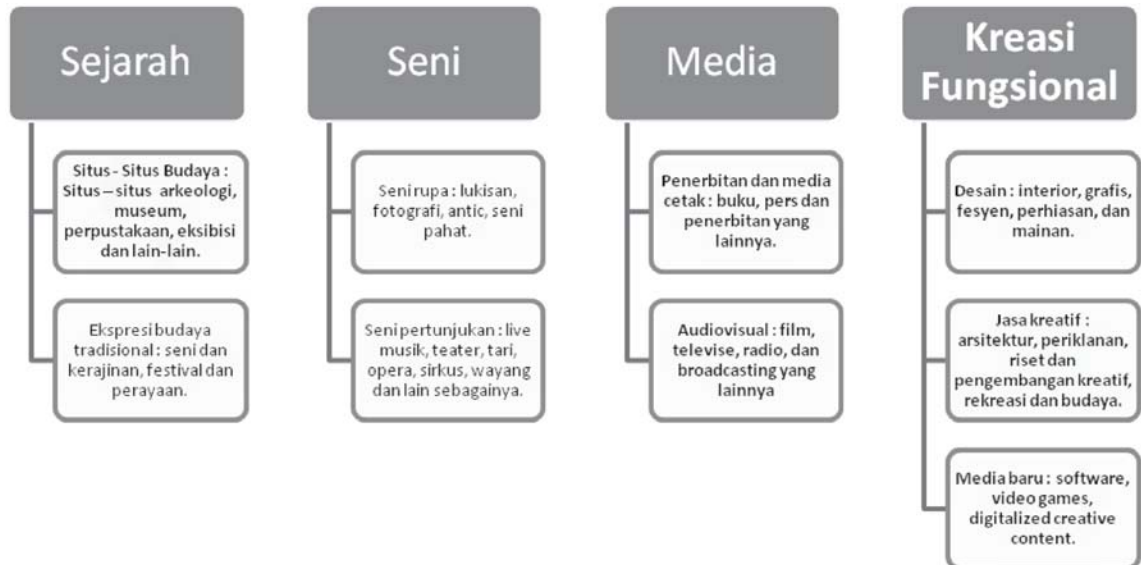 Sejarah
Situs - Situs Budaya :
Situs – situs arkeologi,
museum,
perpustakaan, eksibisi
dan lain-lain.
Ekspresi budaya
tradisional : seni dan
kerajinan, festival dan
perayaan.
Seni
Seni rupa : lukisan,
fotografi, antic, seni
pahat.
Seni pertunjukan : live
musik, teater, tari,
opera, sirkus, wayang
dan lain sebagainya.
Media
Penerbitan dan media
cetak : buku, pers dan
penerbitan yang
lainnya.
Audiovisual : film,
televise, radio, dan
broadcasting yang
lainnya
Kreasi
Fungsional
Desain : interior, grafis,
fesyen, perhiasan, dan
mainan.
Jasa kreatif :
arsitektur, periklanan,
riset dan
pengembangan kreatif,
rekreasi dan budaya.
Media baru : software,
video games,
digitalized creative
content.